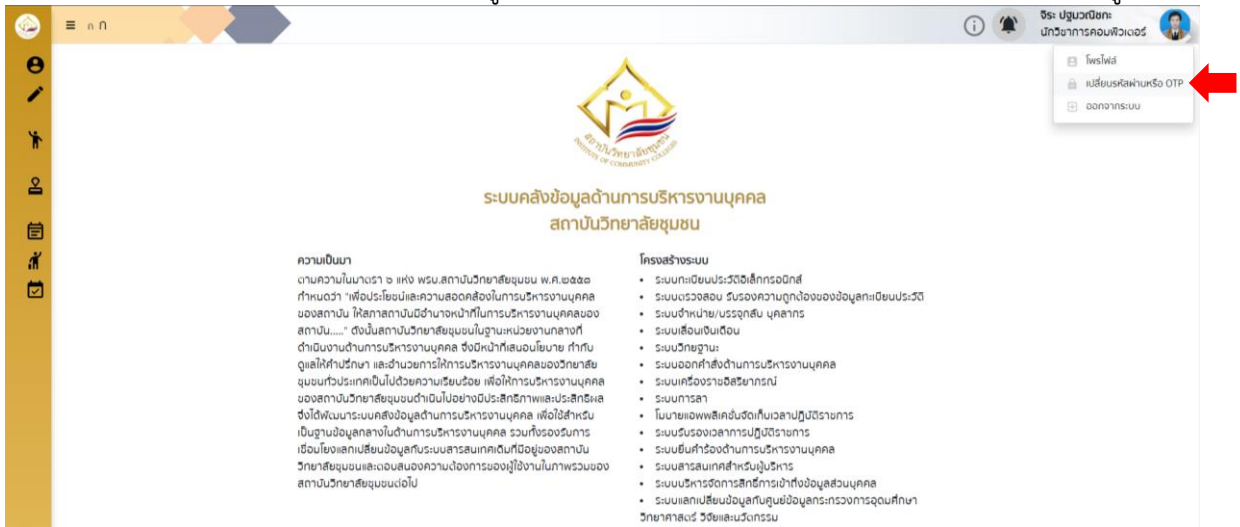 ก ก
จิระ ปฐมวณิชกะ
นักวิชาการคอมพิวเตอร์
โพรไฟล์
เปลี่ยนรหัสผ่านหรือ OTP
ออกจากระบบ
สถาบันวิทยาลัยชุมชน
INSTITUTE OF COMMUNITY COLLEGES
ระบบคลังข้อมูลด้านการบริหารงานบุคคล
สถาบันวิทยาลัยชุมชน
ความเป็นมา
ตามความในมาตรา ๖ แห่ง พรบ.สถาบันวิทยาลัยชุมชน พ.ศ.๒๕๕๘
กำหนดว่า "เพื่อประโยชน์และความสอดคล้องในการบริหารงานบุคคล
ของสถาบัน ให้สภาสถาบันมีอำนาจหน้าที่ในการบริหารงานบุคคลของ
สถาบัน....." ดังนั้นสถาบันวิทยาลัยชุมชนในฐานะหน่วยงานกลางที่
ดำเนินงานด้านการบริหารงานบุคคล จึงมีหน้าที่เสนอนโยบาย กำกับ
ดูแลให้คำปรึกษา และอำนวยการให้การบริหารงานบุคคลของวิทยาลัย
ชุมชนทั่วประเทศเป็นไปด้วยความเรียบร้อย เพื่อให้การบริหารงานบุคคล
ของสถาบันวิทยาลัยชุมชนดำเนินไปอย่างมีประสิทธิภาพและประสิทธิผล
จึงได้พัฒนาระบบคลังข้อมูลด้านการบริหารงานบุคคล เพื่อใช้สำหรับ
เป็นฐานข้อมูลกลางในด้านการบริหารงานบุคคล รวมทั้งรองรับการ
เชื่อมโยงแลกเปลี่ยนข้อมูลกับระบบสารสนเทศเดิมที่มีอยู่ของสถาบัน
วิทยาลัยชุมชนและตอบสนองความต้องการของผู้ใช้งานในภาพรวมของ
สถาบันวิทยาลัยชุมชนต่อไป
โครงสร้างระบบ
• ระบบทะเบียนประวัติอิเล็กทรอนิกส์
• ระบบตรวจสอบ รับรองความถูกต้องของข้อมูลทะเบียนประวัติ
• ระบบจำหน่าย/บรรจุกลับ บุคลากร
• ระบบเลื่อนเงินเดือน
• ระบบวิทยฐานะ
• ระบบออกคำสั่งด้านการบริหารงานบุคคล
• ระบบเครื่องราชอิสริยาภรณ์
• ระบบการลา
• โมบายแอพพลิเคชั่นจัดเก็บเวลาปฏิบัติราชการ
• ระบบรับรองเวลาการปฏิบัติราชการ
• ระบบยื่นคำร้องด้านการบริหารงานบุคคล
• ระบบสารสนเทศสำหรับผู้บริหาร
• ระบบบริหารจัดการสิทธิ์การเข้าถึงข้อมูลส่วนบุคคล
• ระบบแลกเปลี่ยนข้อมูลกับศูนย์ข้อมูลกระทรวงการอุดมศึกษา
วิทยาศาสตร์ วิจัยและนวัตกรรม